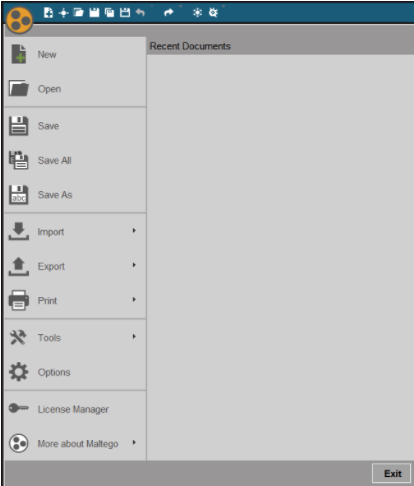 Recent Documents
New
Open
Save
Save All
abc
Save As
Import
Export
Print
Tools
Options
License Manager
More about Maltego
Exit